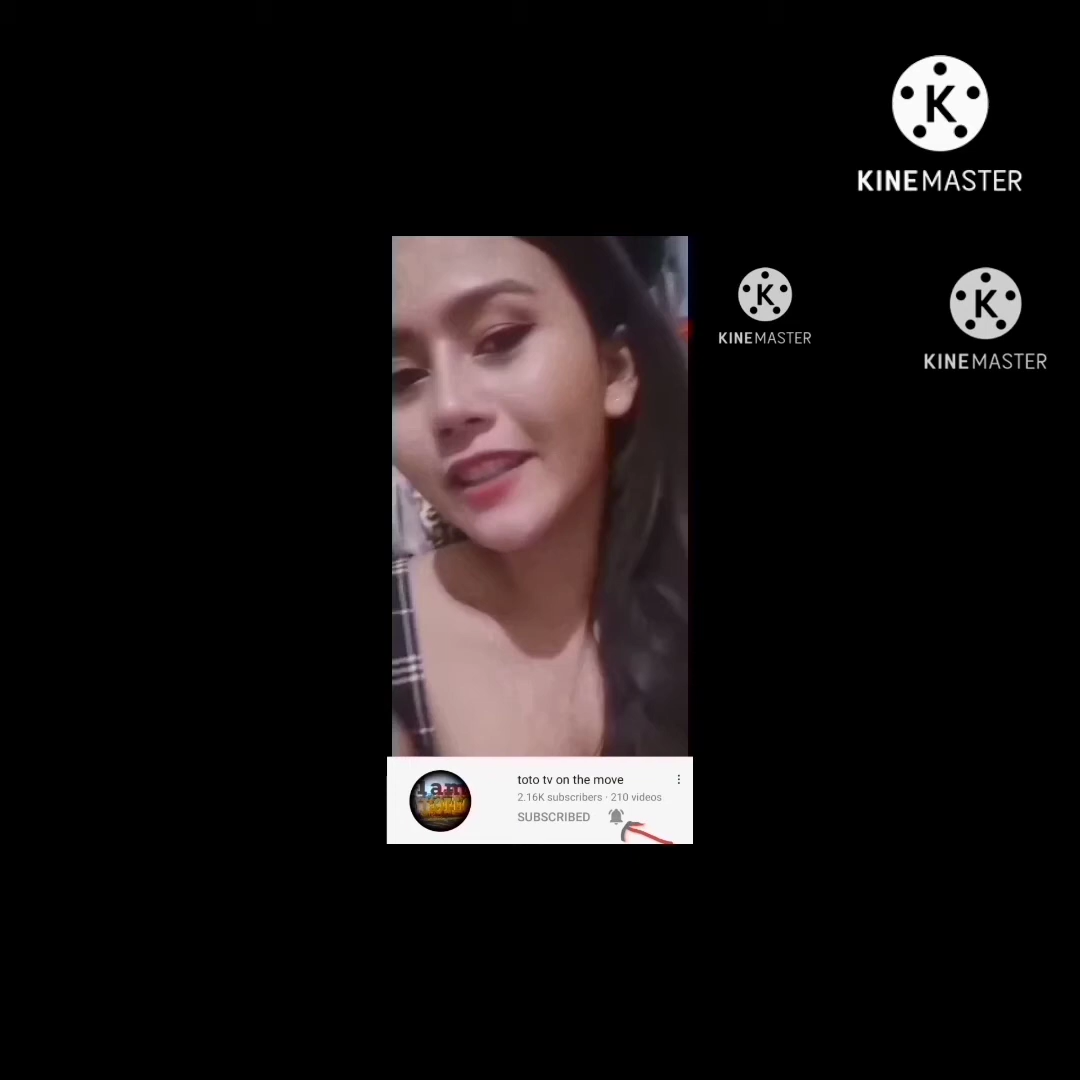 K
KINEMASTER
K
KINEMASTER
K
KINEMASTER
toto tv on the move
2.16K subscribers · 210 videos
SUBSCRIBED